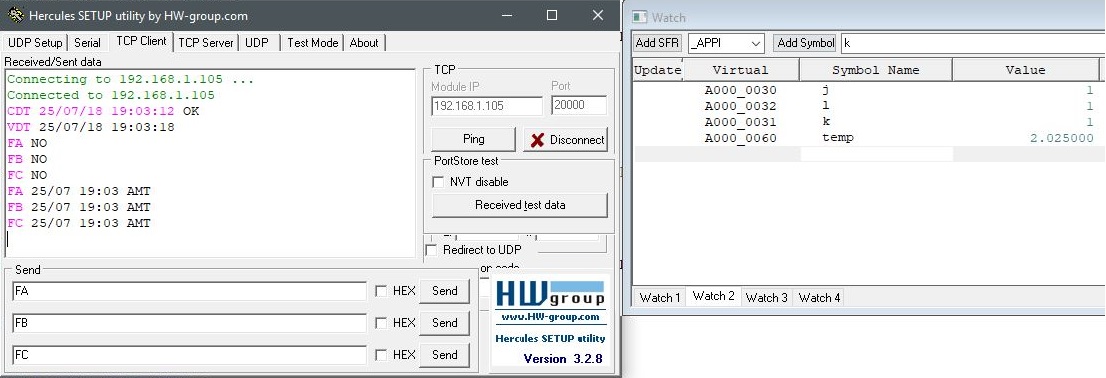 Hercules SETUP utility by HW-group.com
UDP Setup Serial TCP Client TCP Server UDP Test Mode About
Received/Sent data
Connecting to 192.168.1.105 ...
Connected to 192.168.1.105
CDT 25/07/18 19:03:12 OK
VDT 25/07/18 19:03:18
FA NO
FB NO
FC NO
FA 25/07 19:03 AMT
FB 25/07 19:03 AMT
FC 25/07 19:03 AMT
TCP
Module IP Port
192.168.1.105 20000
Ping Disconnect
PortStore test
NVT disable
Received test data
Redirect to UDP
Send
FA HEX Send
FB HEX Send
FC HEX Send
HW group
www.HW-group.com
Hercules SETUP utility
Version 3.2.8
Watch
Add SFR _APPI Add Symbol k
Update Virtual Symbol Name Value
A000_0030 j 1
A000_0032 l 1
A000_0031 k 1
A000_0060 temp 2.025000
Watch 1 Watch 2 Watch 3 Watch 4